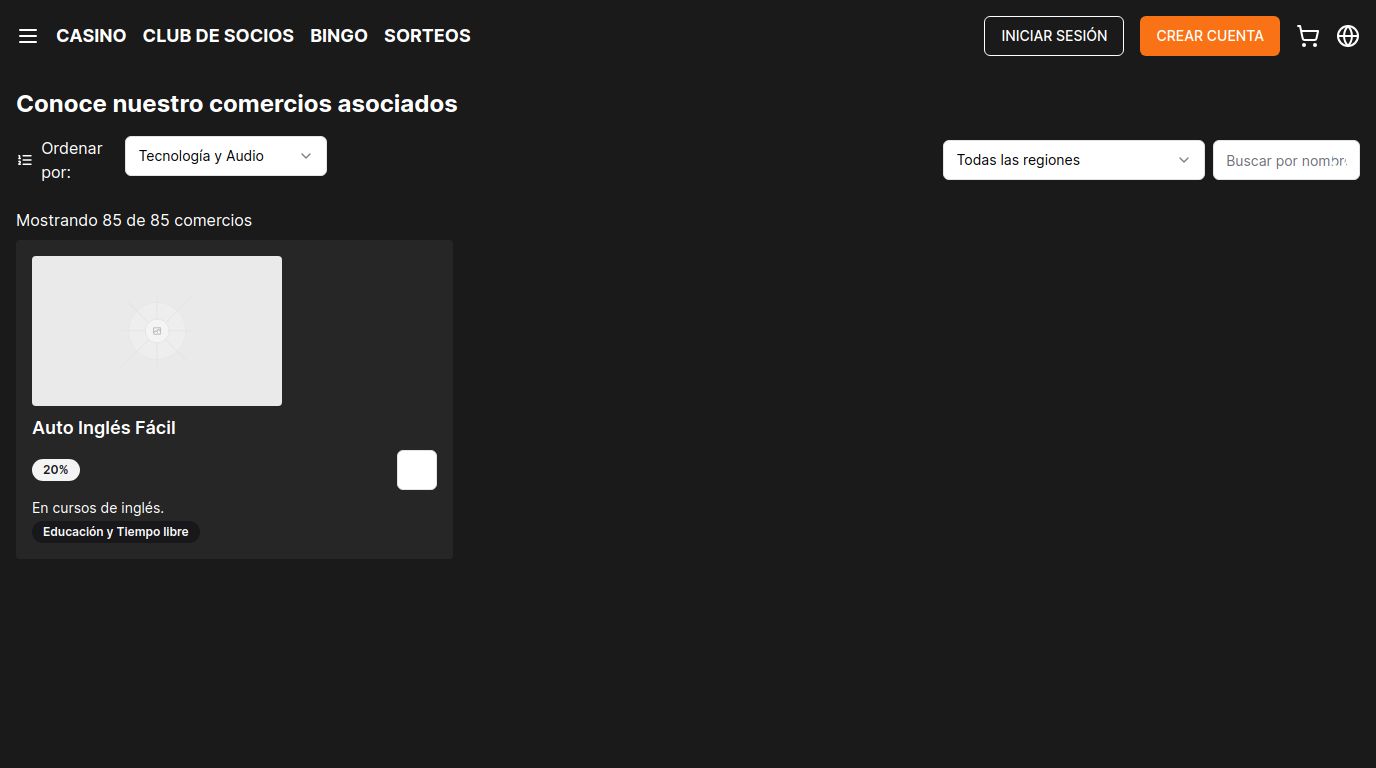 CASINO CLUB DE SOCIOS BINGO SORTEOS INICIAR SESIÓN CREAR CUENTA
Conoce nuestro comercios asociados
Ordenar por: Tecnología y Audio Todas las regiones Buscar por nombr
Mostrando 85 de 85 comercios
Auto Inglés Fácil
20%
En cursos de inglés.
Educación y Tiempo libre